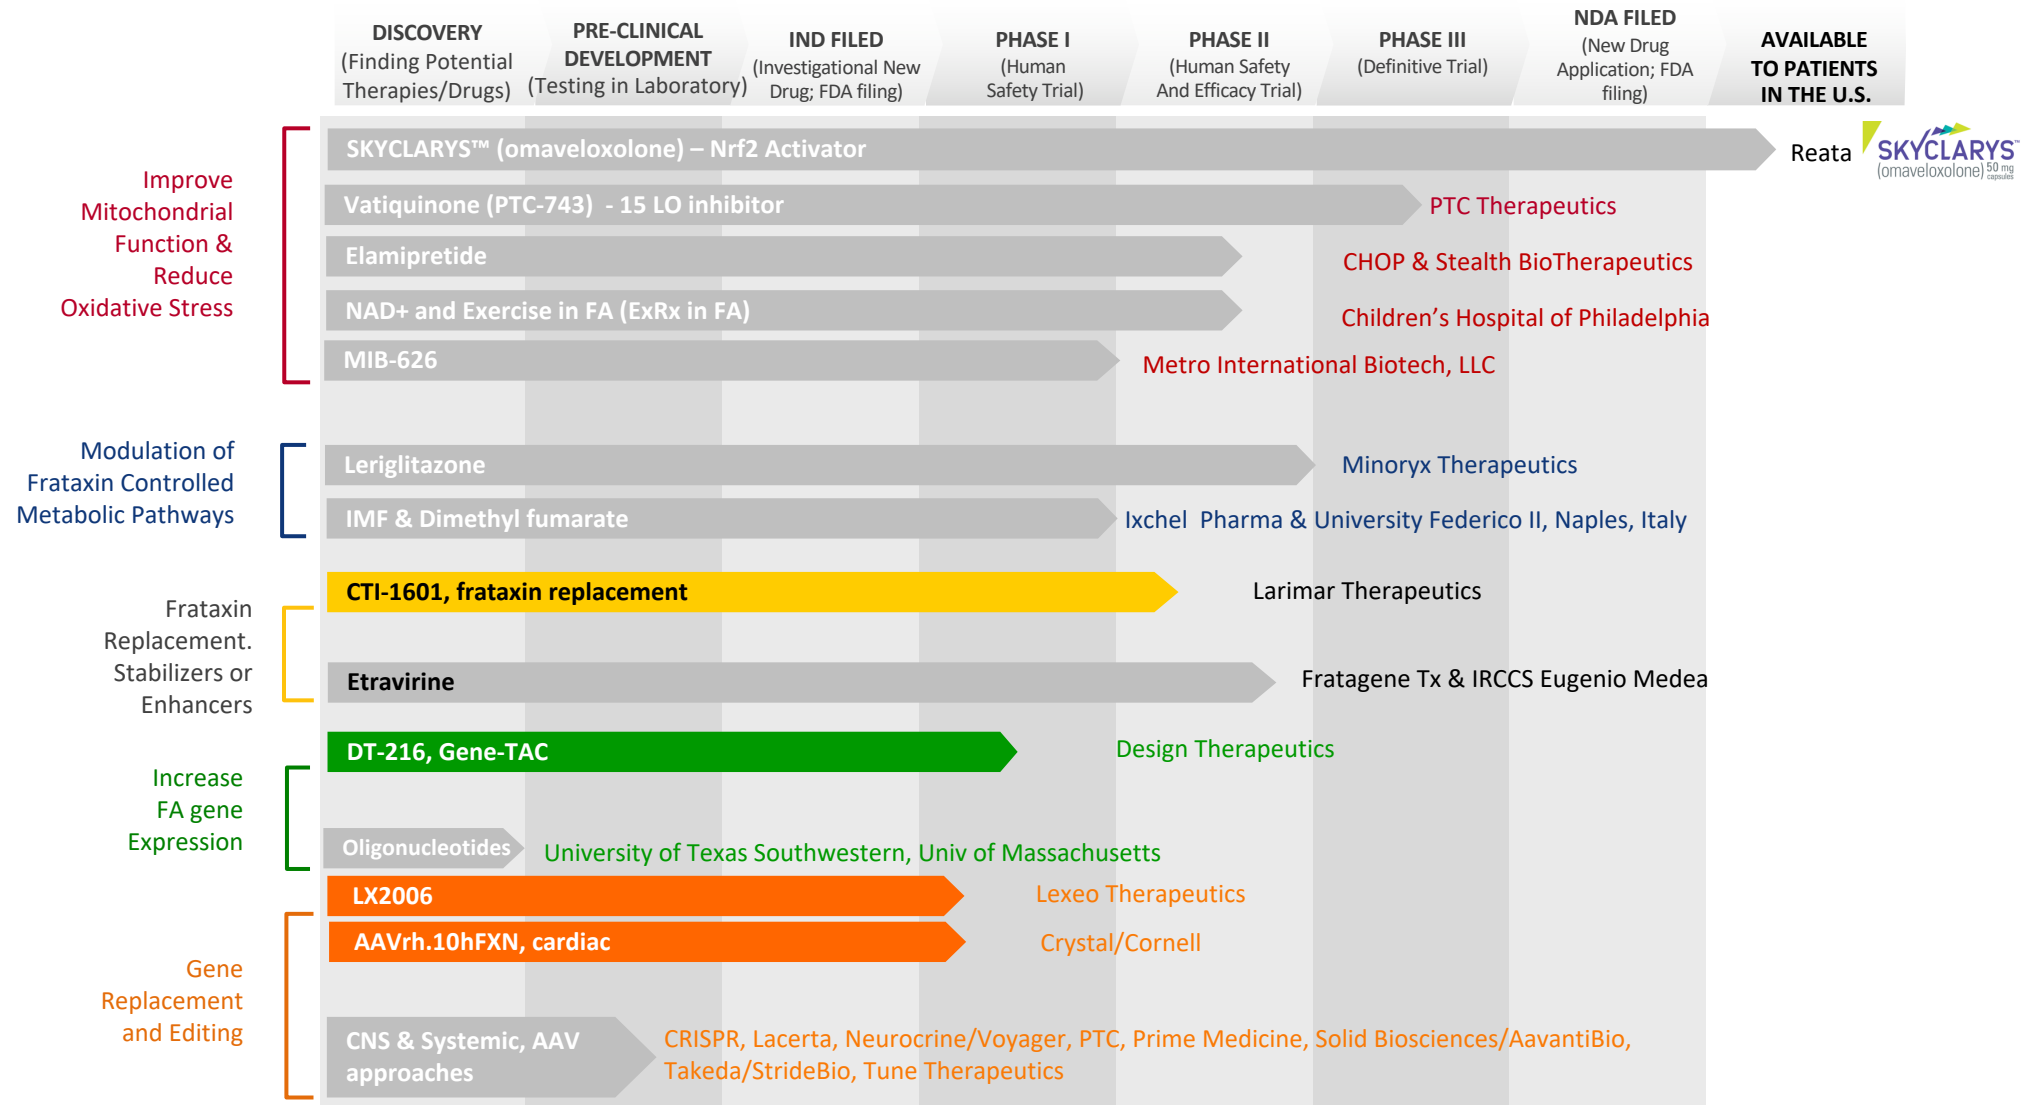 DISCOVERY
(Finding Potential
Therapies/Drugs)
PRE-CLINICAL
DEVELOPMENT
(Testing in Laboratory)
IND FILED
(Investigational New
Drug; FDA filing)
PHASE I
(Human
Safety Trial)
PHASE II
(Human Safety
And Efficacy Trial)
PHASE III
(Definitive Trial)
NDA FILED
(New Drug
Application; FDA
filing)
AVAILABLE
TO PATIENTS
IN THE U.S.
Improve
Mitochondrial
Function &
Reduce
Oxidative Stress
SKYCLARYS™ (omaveloxolone) – Nrf2 Activator
Reata
SKYCLARYS™
(omaveloxolone) 50 mg
capsules
Vatiquinone (PTC-743)  - 15 LO inhibitor
PTC Therapeutics
Elamipretide
CHOP & Stealth BioTherapeutics
NAD+ and Exercise in FA (ExRx in FA)
Children’s Hospital of Philadelphia
MIB-626
Metro International Biotech, LLC
Modulation of
Frataxin Controlled
Metabolic Pathways
Leriglitazone
Minoryx Therapeutics
IMF & Dimethyl fumarate
Ixchel  Pharma & University Federico II, Naples, Italy
Frataxin
Replacement.
Stabilizers or
Enhancers
CTI-1601, frataxin replacement
Larimar Therapeutics
Etravirine
Fratagene Tx & IRCCS Eugenio Medea
Increase
FA gene
Expression
DT-216, Gene-TAC
Design Therapeutics
Oligonucleotides
University of Texas Southwestern, Univ of Massachusetts
Gene
Replacement
and Editing
LX2006
Lexeo Therapeutics
AAVrh.10hFXN, cardiac
Crystal/Cornell
CNS & Systemic, AAV
approaches
CRISPR, Lacerta, Neurocrine/Voyager, PTC, Prime Medicine, Solid Biosciences/AavantiBio,
Takeda/StrideBio, Tune Therapeutics